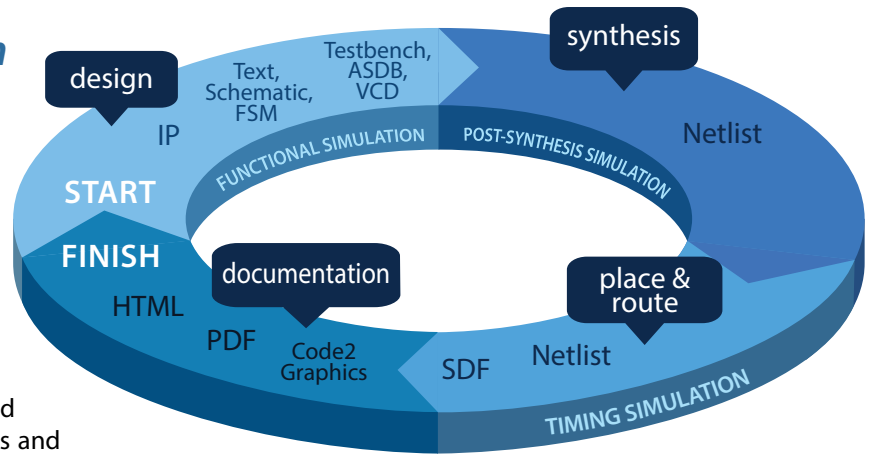 n
design
synthesis
Text,
Schematic,
FSM
Testbench,
ASDB,
VCD
IP
Netlist
FUNCTIONAL SIMULATION
POST-SYNTHESIS SIMULATION
START
FINISH
documentation
place &
route
HTML
PDF
Code2
Graphics
SDF
Netlist
TIMING SIMULATION
d
s and